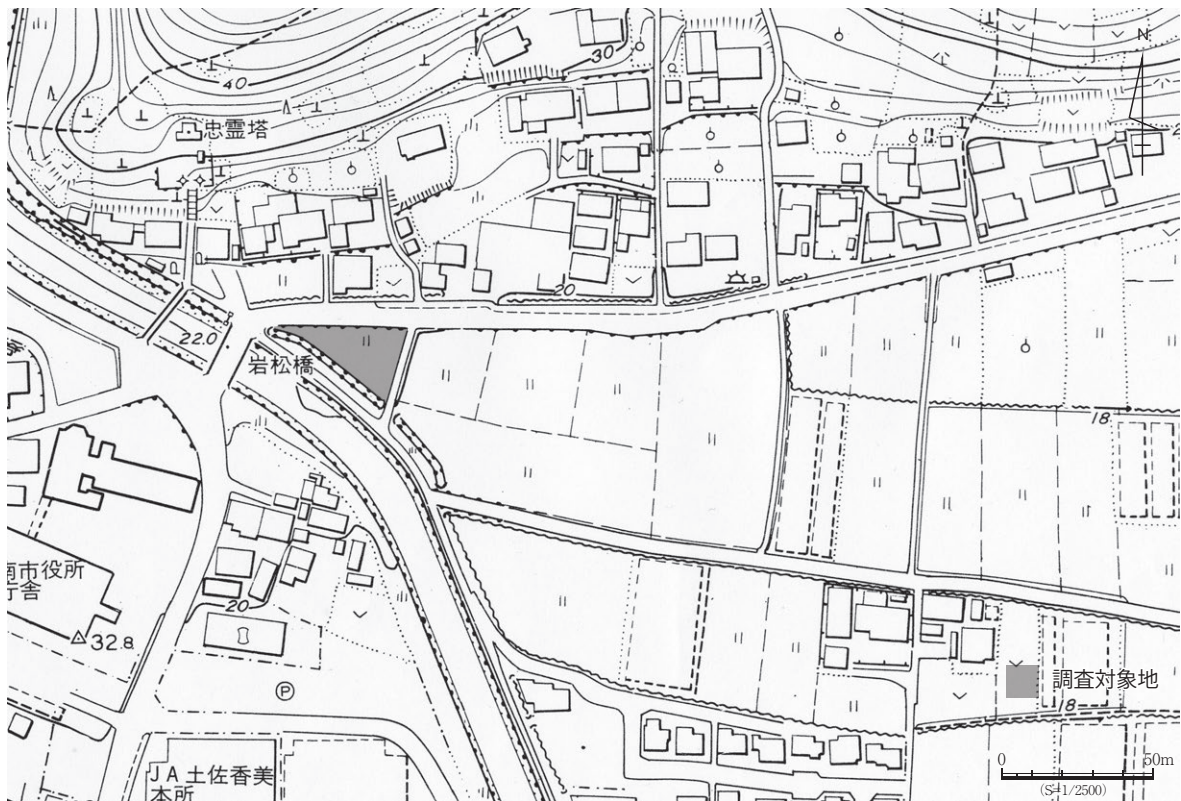 N
30
40
忠霊塔
20
22.0
岩松橋
18
南市役所
庁舎
32.8
20
P
調査対象地
18
JA土佐香美
本所
0 50m
(S=1/2500)